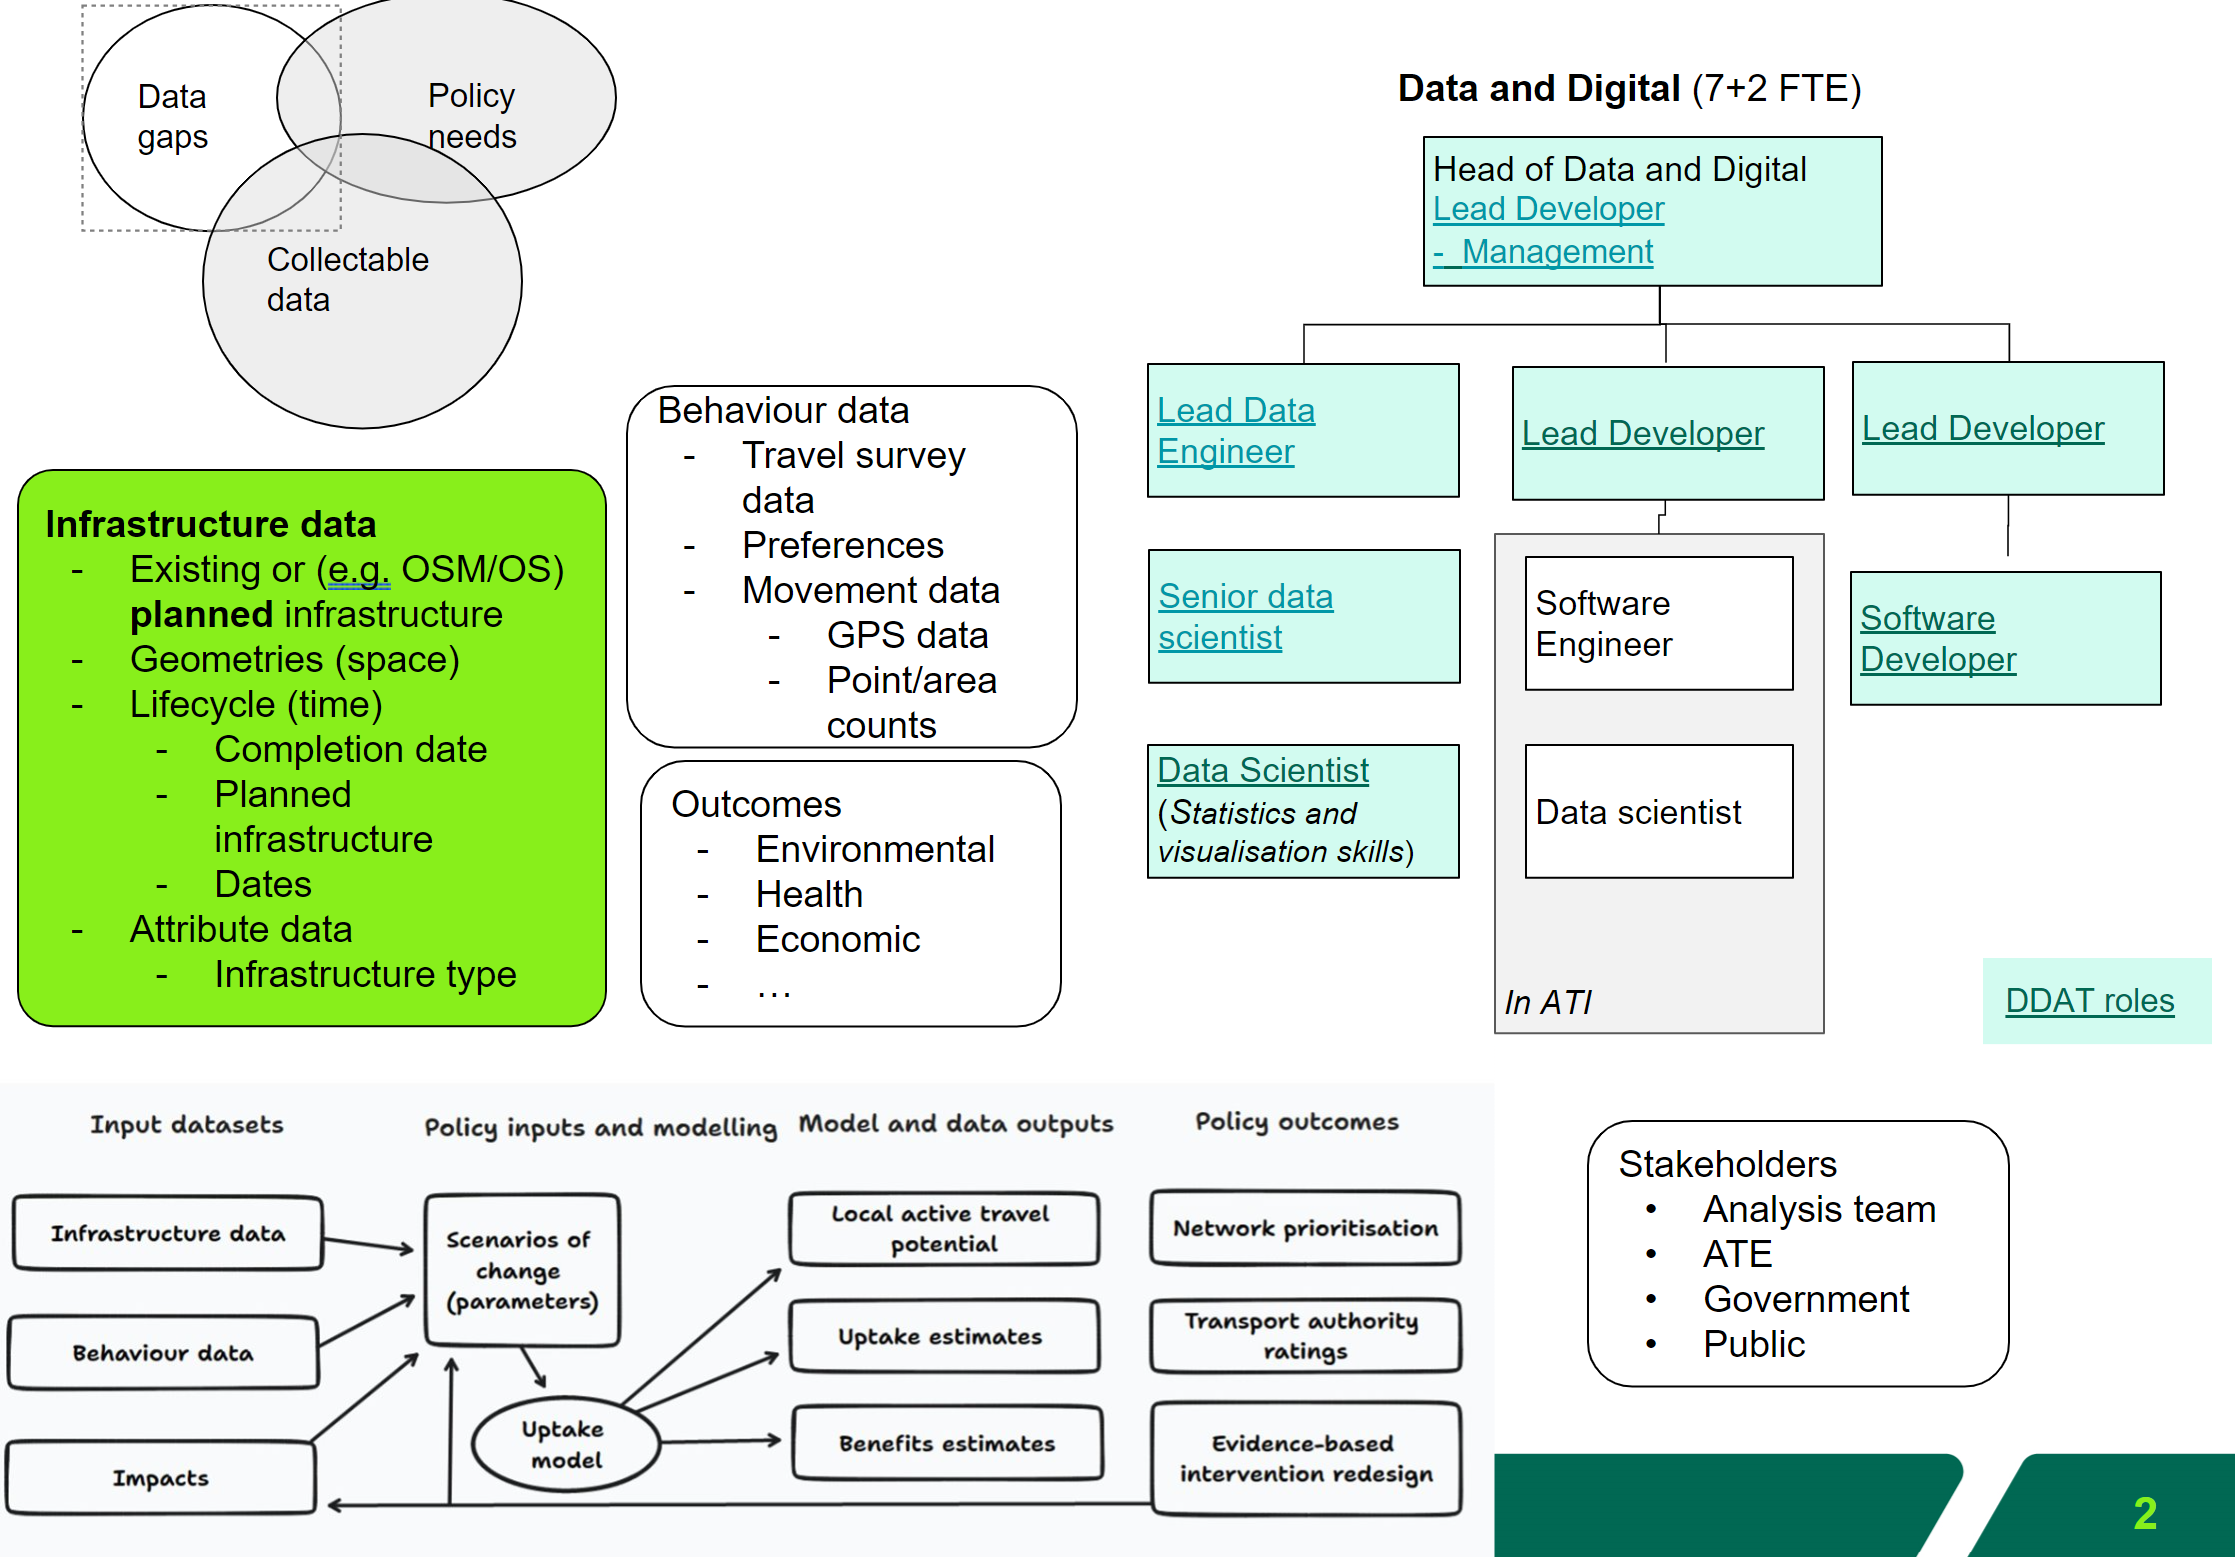 Data
gaps
Policy
needs
Collectable
data
Infrastructure data
- Existing or (e.g. OSM/OS)
planned infrastructure
- Geometries (space)
- Lifecycle (time)
- Completion date
- Planned
infrastructure
- Dates
- Attribute data
- Infrastructure type
Behaviour data
- Travel survey
data
- Preferences
- Movement data
- GPS data
- Point/area
counts
Outcomes
- Environmental
- Health
- Economic
- …
Data and Digital (7+2 FTE)
Head of Data and Digital
Lead Developer
- Management
Lead Data
Engineer
Lead Developer
Lead Developer
Senior data
scientist
Software
Engineer
Software
Developer
Data Scientist
(Statistics and
visualisation skills)
Data scientist
In ATI
DDAT roles
Input datasets
Policy inputs and modelling
Model and data outputs
Policy outcomes
Infrastructure data
Behaviour data
Impacts
Scenarios of
change
(parameters)
Uptake
model
Local active travel
potential
Uptake estimates
Benefits estimates
Network prioritisation
Transport authority
ratings
Evidence-based
intervention redesign
Stakeholders
• Analysis team
• ATE
• Government
• Public
2